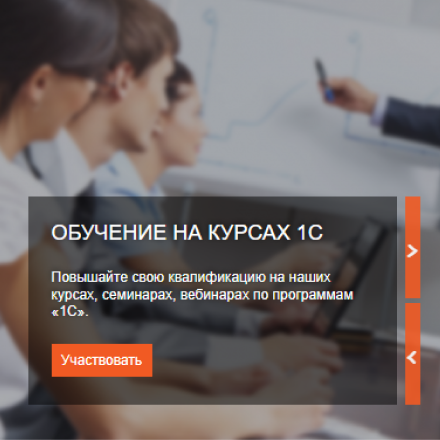 ОБУЧЕНИЕ НА КУРСАХ 1С
Повышайте свою квалификацию на наших
курсах, семинарах, вебинарах по программам
«1С».
Участвовать